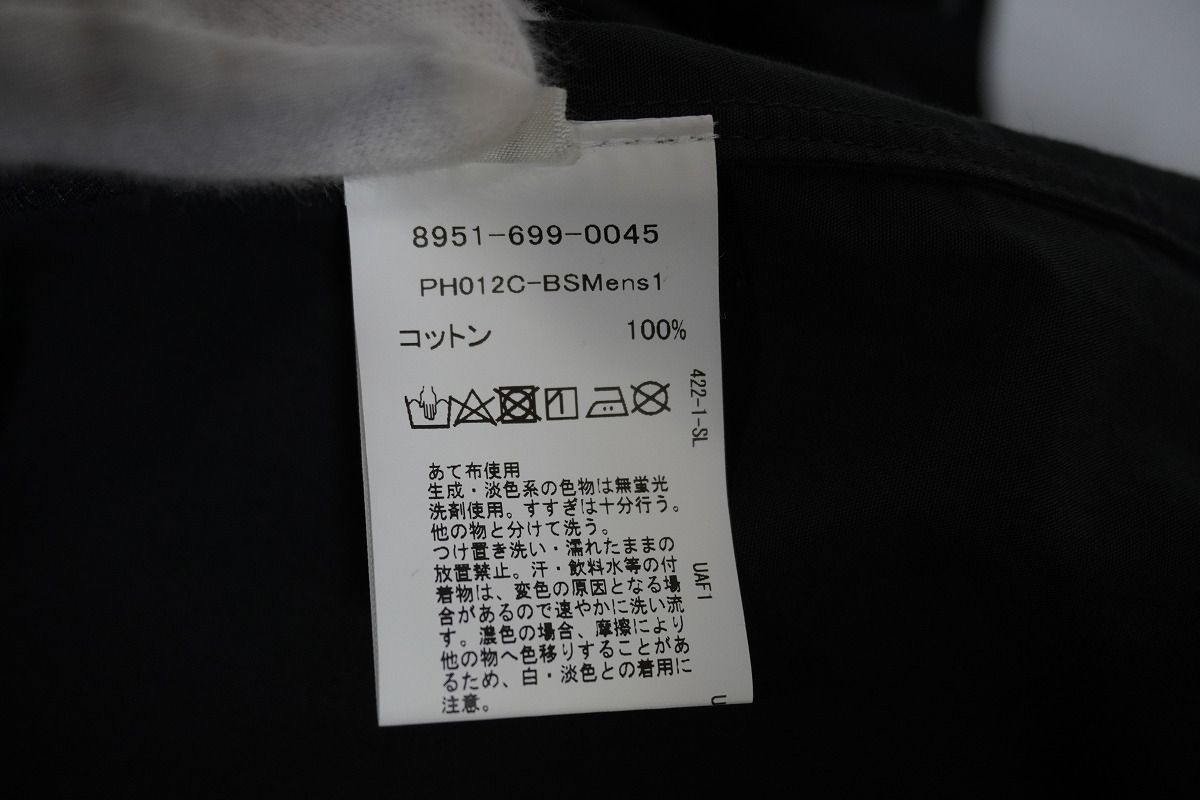 8951-699-0045
PH012C-BSMens1
コットン 100%
422-1-SL
あて布使用
生成・淡色系の色物は無蛍光
洗剤使用。すすぎは十分行う。
他の物と分けて洗う。
つけ置き洗い・濡れたままの
放置禁止。汗・飲料水等の付
着物は、変色の原因となる場
合があるので速やかに洗い流
す。濃色の場合、摩擦により
他の物へ色移りすることがあ
るため、白・淡色との着用に
注意。
UAF1
U